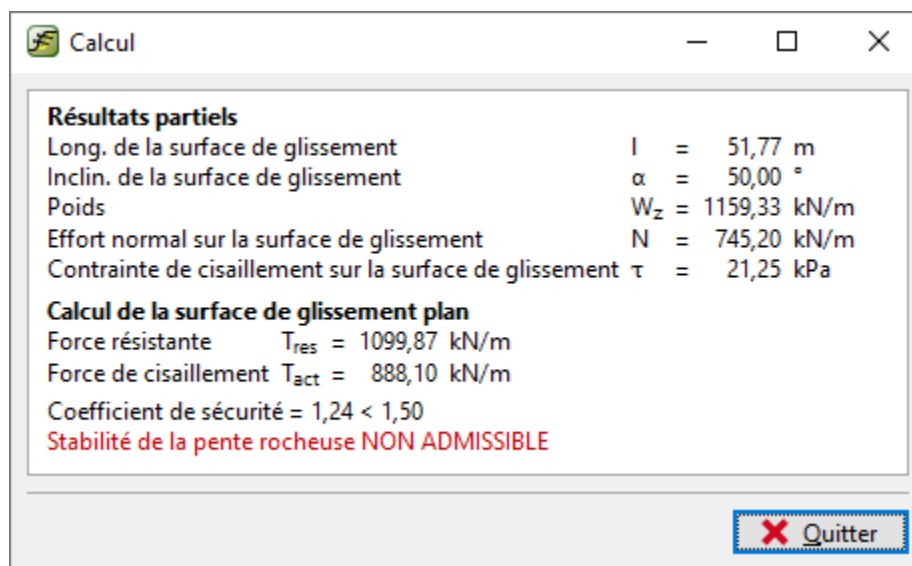 Calcul
Résultats partiels
Long. de la surface de glissement l = 51,77 m
Inclin. de la surface de glissement α = 50,00 °
Poids Wz = 1159,33 kN/m
Effort normal sur la surface de glissement N = 745,20 kN/m
Contrainte de cisaillement sur la surface de glissement τ = 21,25 kPa
Calcul de la surface de glissement plan
Force résistante Tres = 1099,87 kN/m
Force de cisaillement Tact = 888,10 kN/m
Coefficient de sécurité = 1,24 < 1,50
Stabilité de la pente rocheuse NON ADMISSIBLE
Quitter